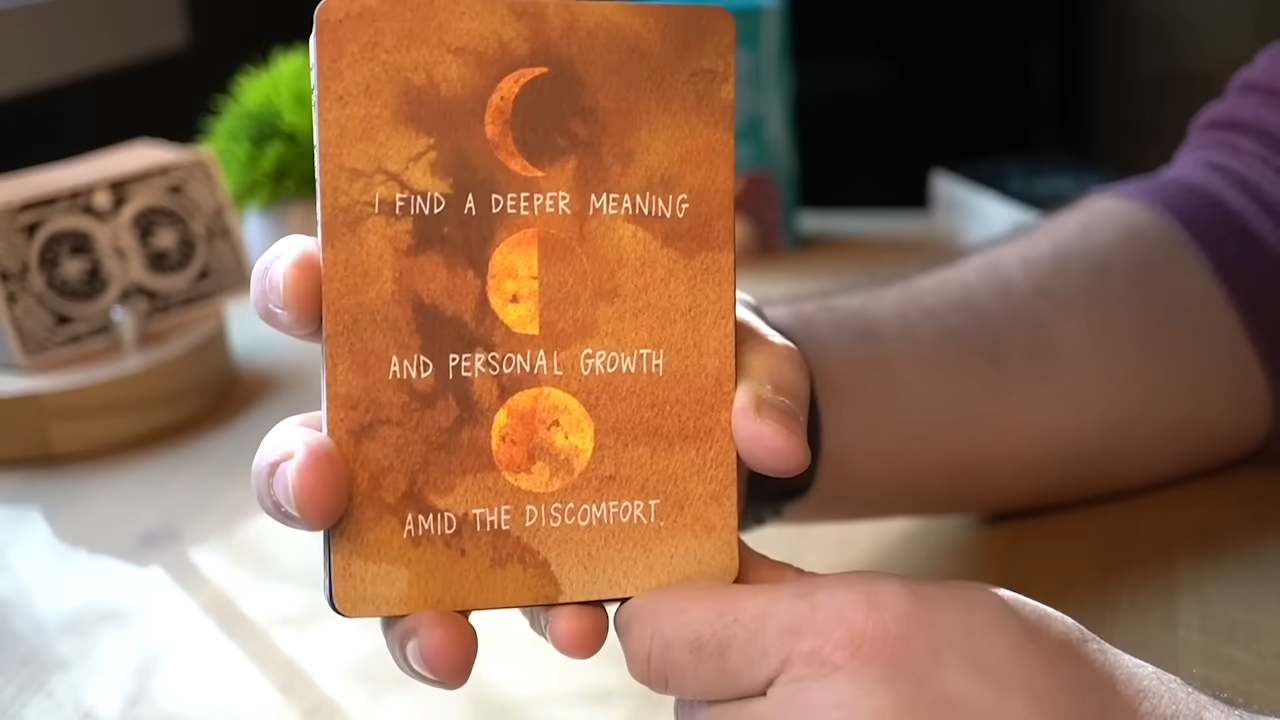 I FIND A DEEPER MEANING
AND PERSONAL GROWTH
AMID THE DISCOMFORT.